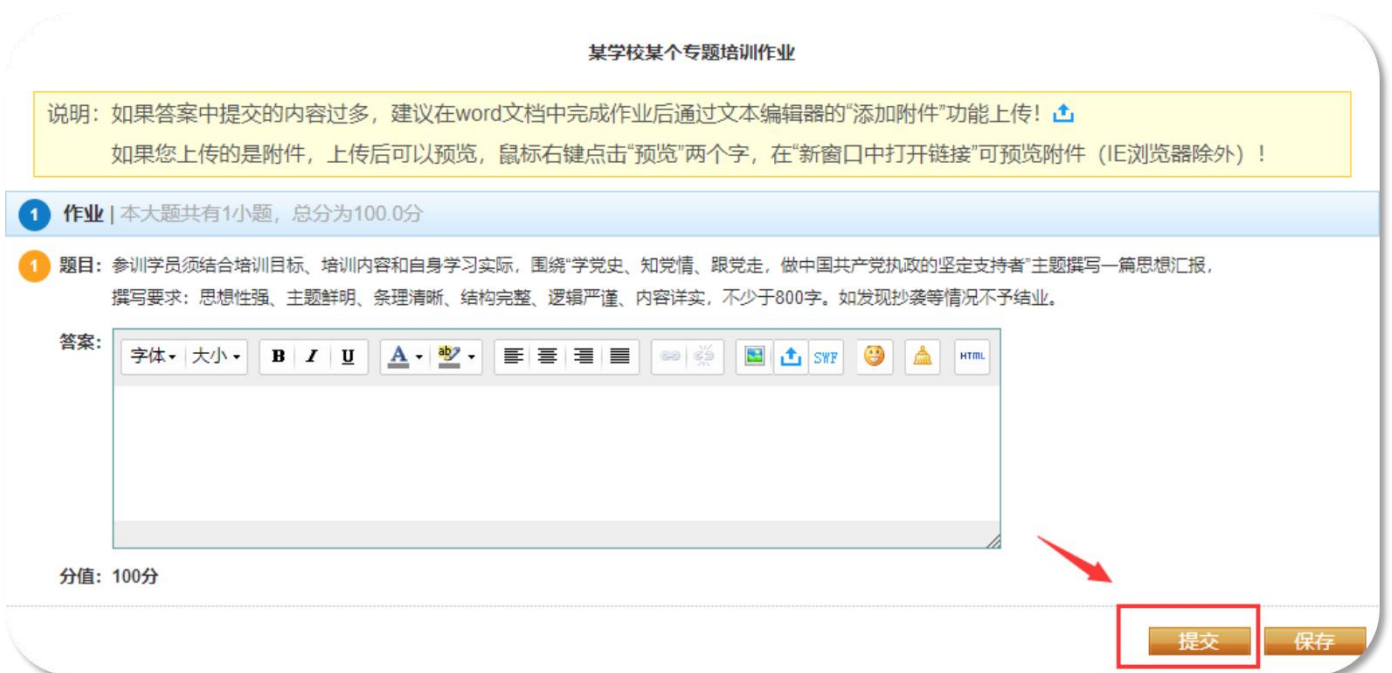 某学校某个专题培训作业
说明：如果答案中提交的内容过多，建议在word文档中完成作业后通过文本编辑器的“添加附件”功能上传！
如果您上传的是附件，上传后可以预览，鼠标右键点击“预览”两个字，在“新窗口中打开链接”可预览附件（IE浏览器除外）！
1 作业 | 本大题共有1小题，总分为100.0分
1 题目：参训学员须结合培训目标、培训内容和自身学习实际，围绕“学党史、知党情、跟党走，做中国共产党执政的坚定支持者”主题撰写一篇思想汇报，
撰写要求：思想性强、主题鲜明、条理清晰、结构完整、逻辑严谨、内容详实，不少于800字。如发现抄袭等情况不予结业。
答案：
字体 大小 B I U A ab SWF HTML
分值：100分
提交 保存